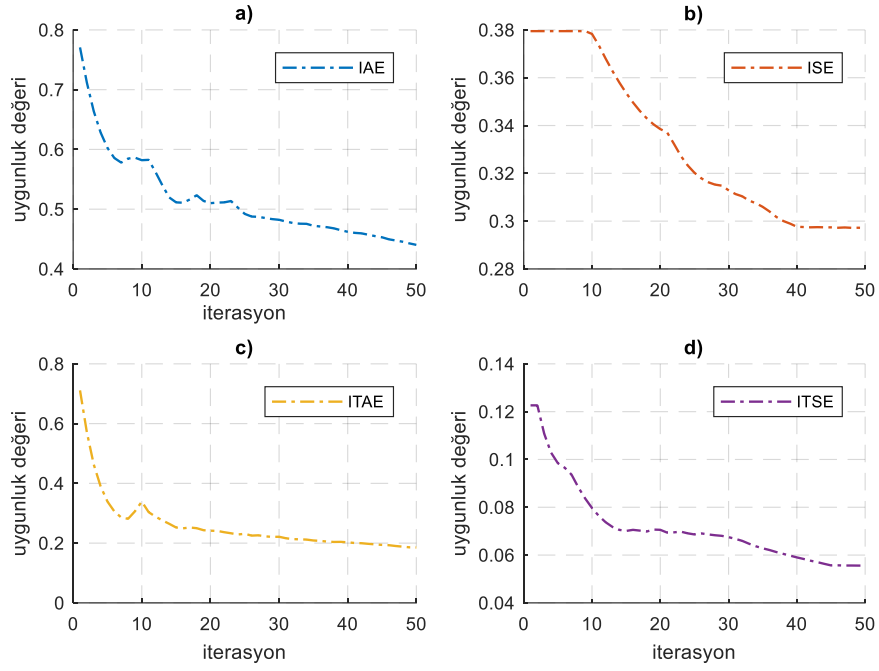 a)
0.8
0.7
0.6
0.5
0.4
uygunluk değeri
IAE
0 10 20 30 40 50
iterasyon
b)
0.38
0.36
0.34
0.32
0.3
0.28
uygunluk değeri
ISE
0 10 20 30 40 50
c)
0.8
0.6
0.4
0.2
0
uygunluk değeri
ITAE
0 10 20 30 40 50
iterasyon
d)
0.14
0.12
0.1
0.08
0.06
0.04
uygunluk değeri
ITSE
0 10 20 30 40 50
iterasyon